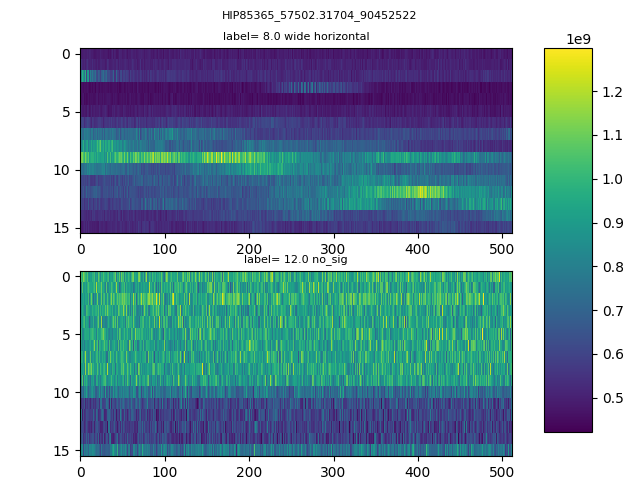 HIP85365_57502.31704_90452522
label= 8.0 wide horizontal
1e9
0
5
10
15
0 100 200 300 400 500
label= 12.0 no_sig
0
5
10
15
0 100 200 300 400 500
1.2
1.1
1.0
0.9
0.8
0.7
0.6
0.5